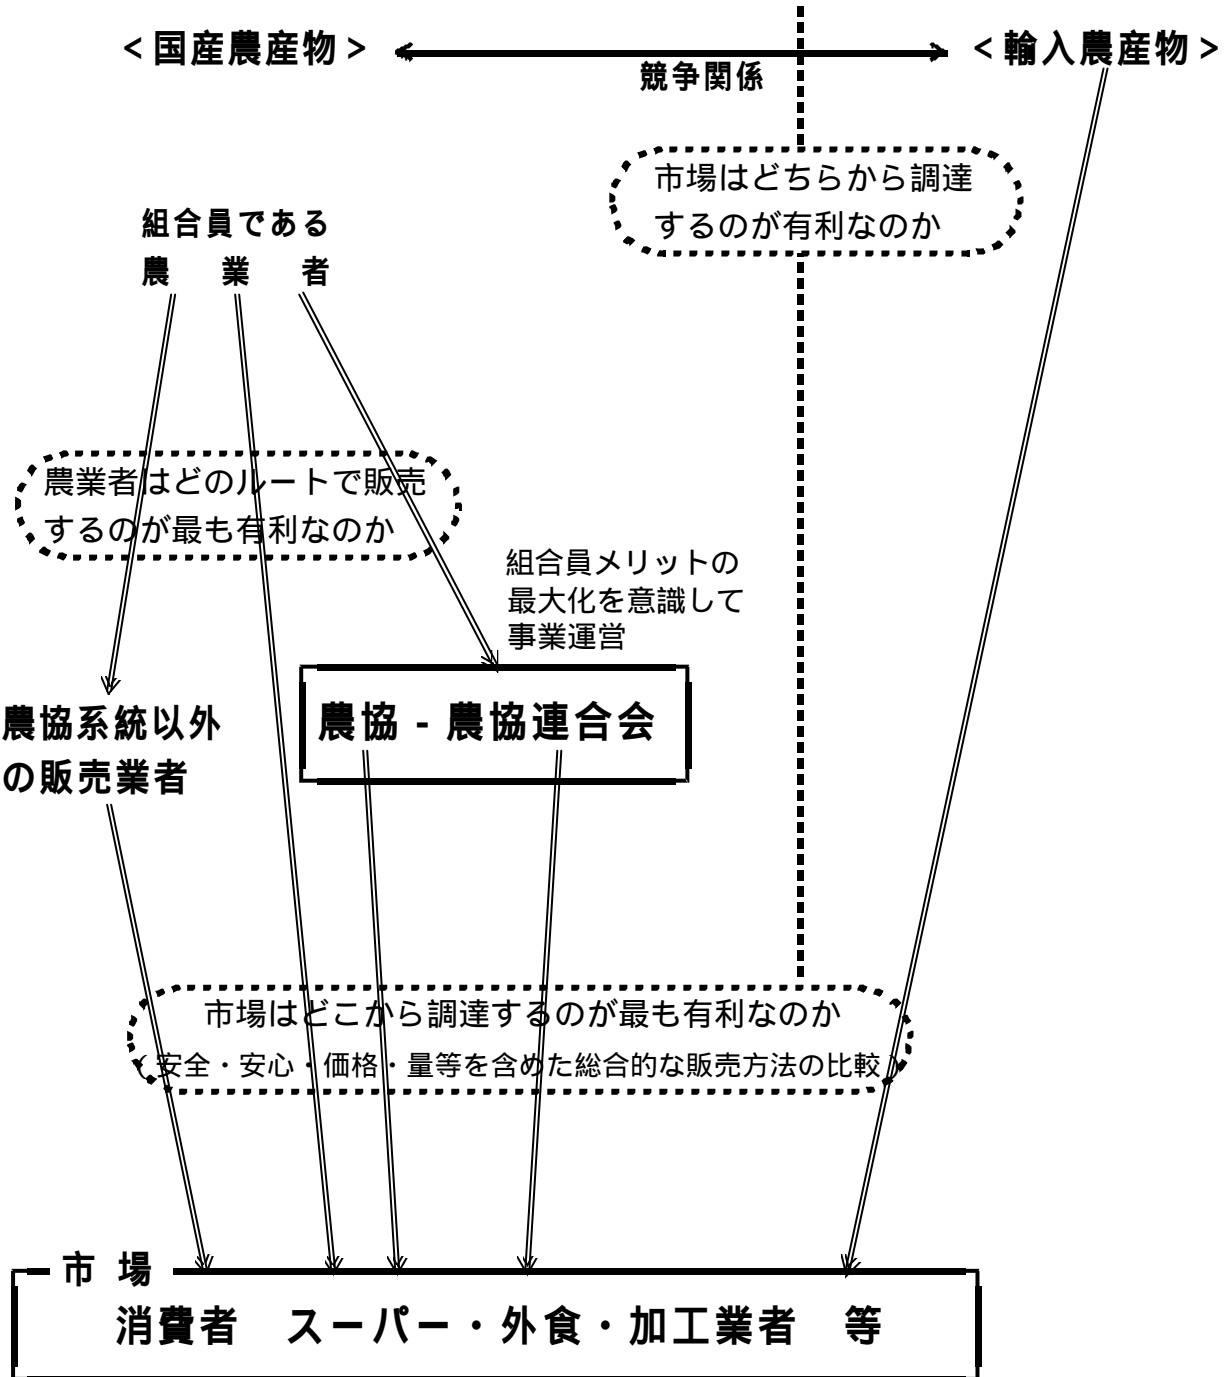 ＜国産農産物＞
＜輸入農産物＞
競争関係
市場はどちらから調達
するのが有利なのか
組合員である
農　業　者
農業者はどのルートで販売
するのが最も有利なのか
組合員メリットの
最大化を意識して
事業運営
農協系統以外
の販売業者
農協‐農協連合会
市場はどこから調達するのが最も有利なのか
（安全・安心・価格・量等を含めた総合的な販売方法の比較）
市 場
消費者　スーパー・外食・加工業者　等